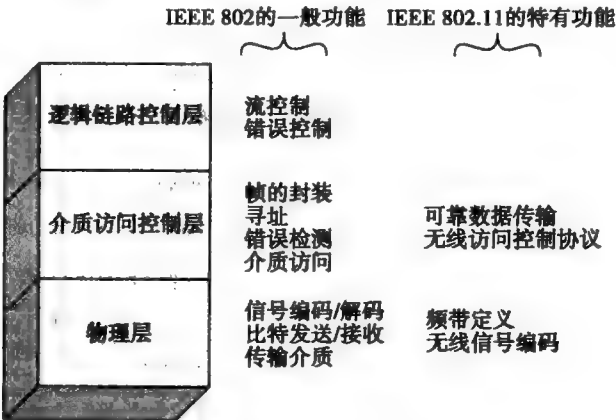 IEEE 802的一般功能 IEEE 802.11的特有功能
逻辑链路控制层
流控制
错误控制
介质访问控制层
帧的封装
寻址
错误检测
介质访问
可靠数据传输
无线访问控制协议
物理层
信号编码/解码
比特发送/接收
传输介质
频带定义
无线信号编码